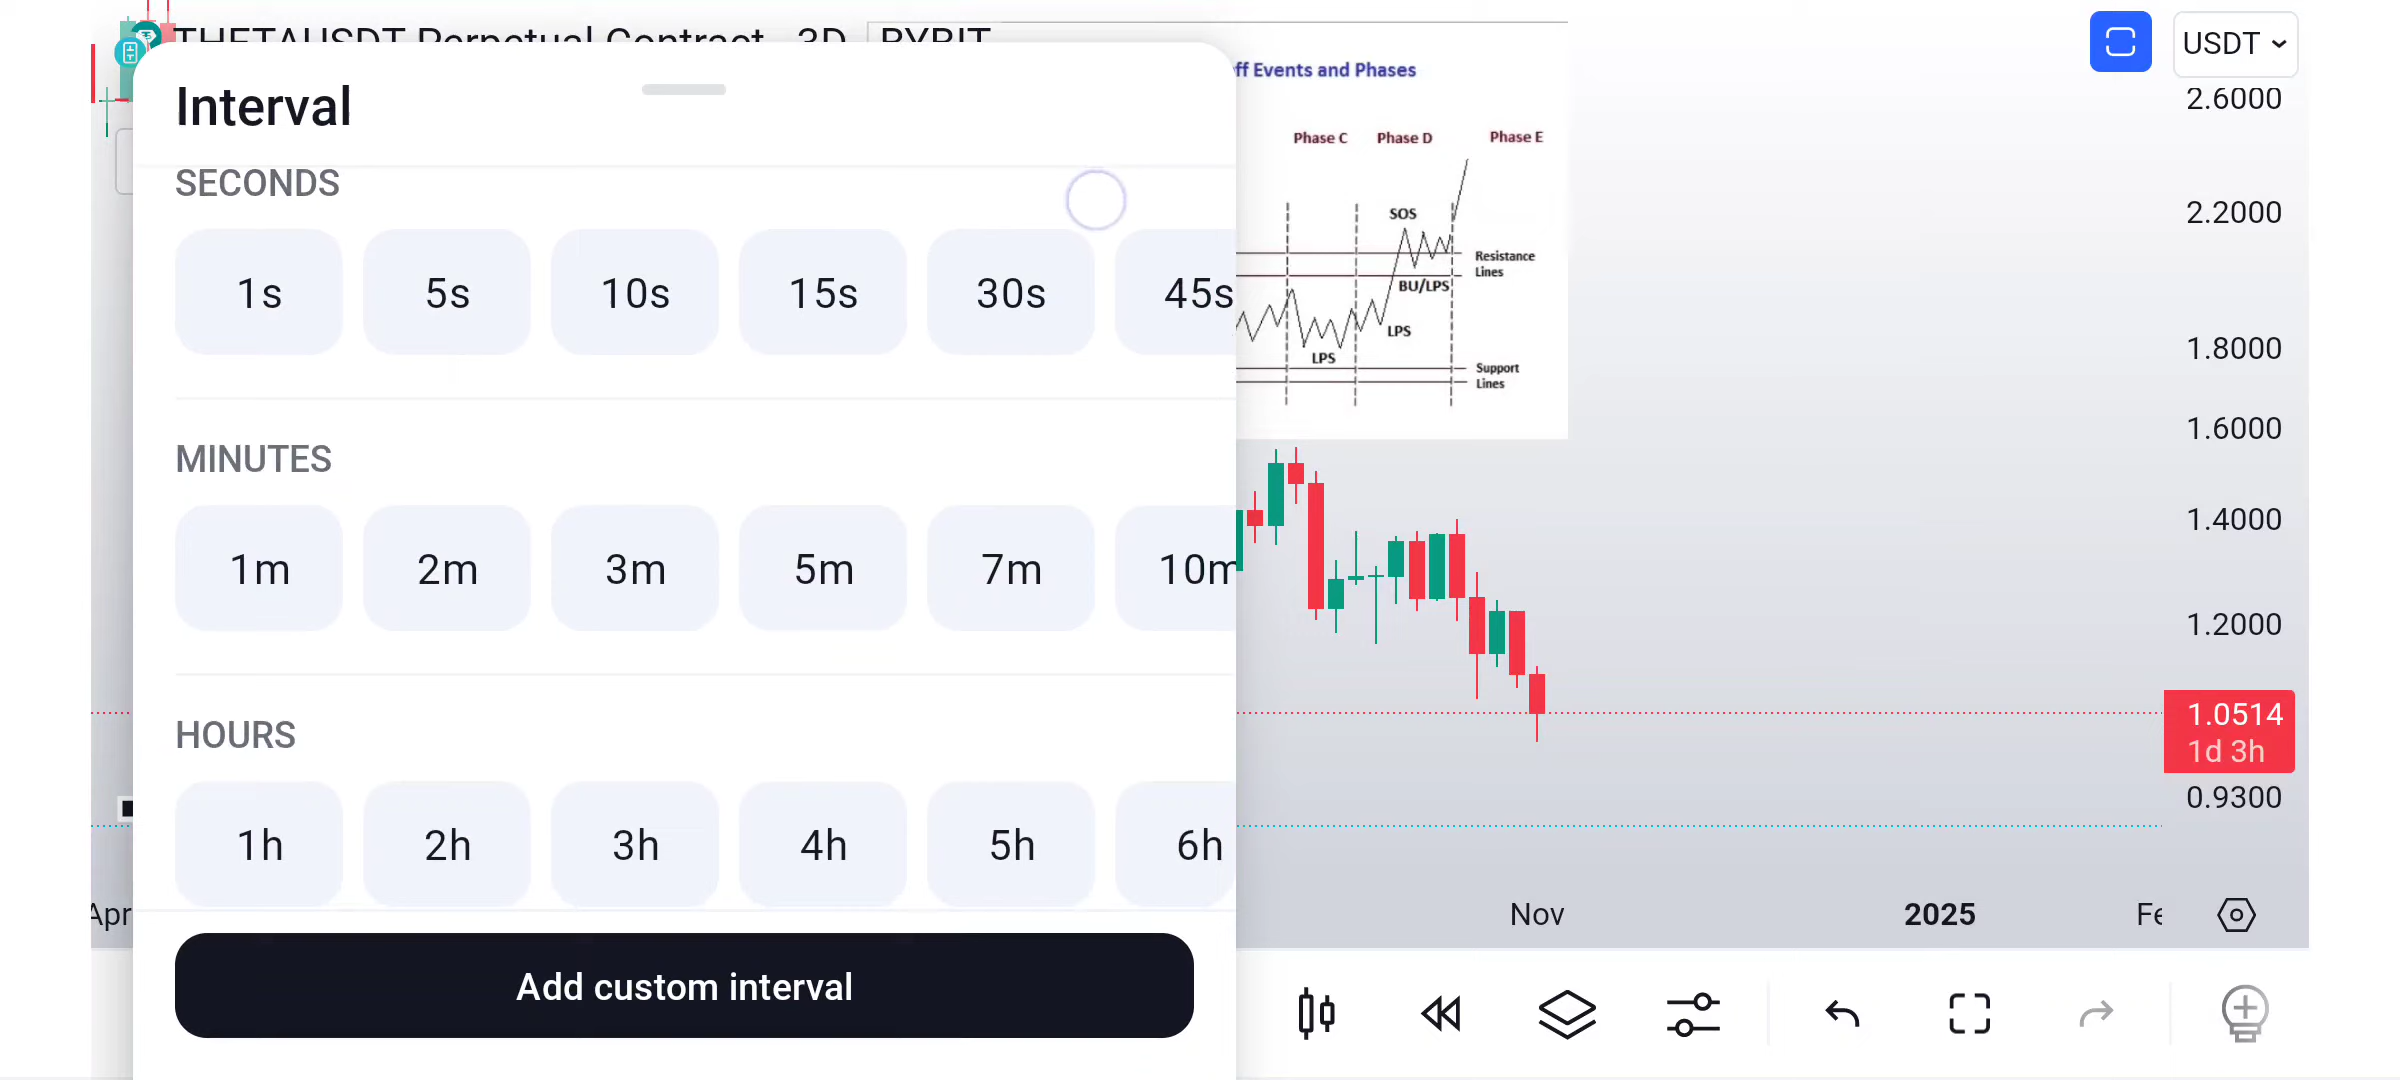 THETAUSDT Perpetual Contract 3D BYBIT
USDT
Interval
SECONDS
1s 5s 10s 15s 30s 45s
MINUTES
1m 2m 3m 5m 7m 10m
HOURS
1h 2h 3h 4h 5h 6h
Add custom interval
ff Events and Phases
Phase C Phase D Phase E
SOS
Resistance
Lines
BU/LPS
LPS
LPS
Support
Lines
2.6000
2.2000
1.8000
1.6000
1.4000
1.2000
1.0514
1d 3h
0.9300
Apr Nov 2025 Fe